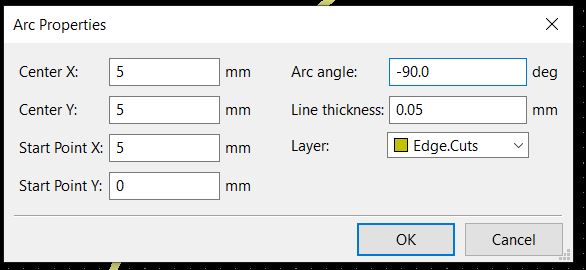 Arc Properties
Center X: 5 mm Arc angle: -90.0 deg
Center Y: 5 mm Line thickness: 0.05 mm
Start Point X: 5 mm Layer: Edge.Cuts
Start Point Y: 0 mm
OK Cancel